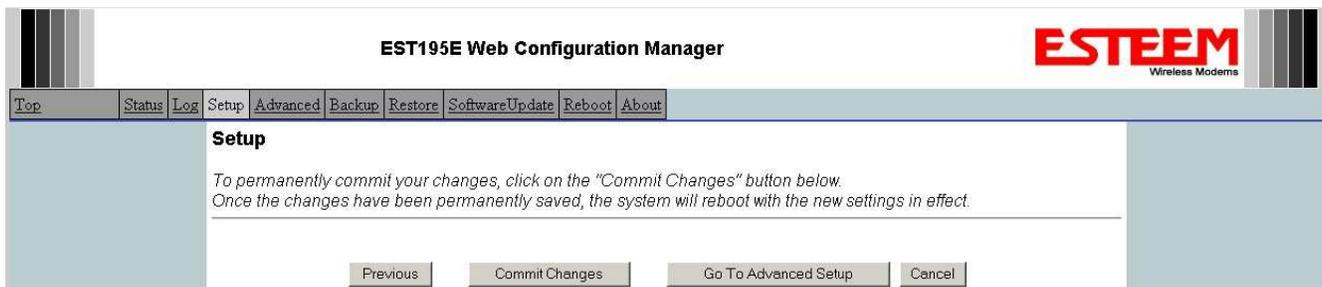 EST195E Web Configuration Manager
ESTEEM
Wireless Modems
Top Status Log Setup Advanced Backup Restore SoftwareUpdate Reboot About
Setup
To permanently commit your changes, click on the "Commit Changes" button below.
Once the changes have been permanently saved, the system will reboot with the new settings in effect.
Previous Commit Changes Go To Advanced Setup Cancel